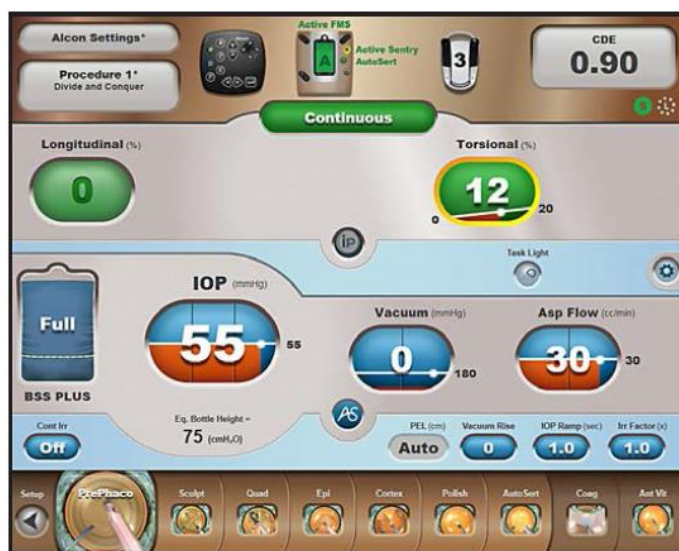 Alcon Settings*
Procedure 1*
Divide and Conquer
Active FMS
A
Active Sentry
AutoSert
3
CDE
0.90
Continuous
Longitudinal (%)
0
Torsional (%)
12
0
20
iP
Task Light
Full
BSS PLUS
IOP (mmHg)
55
55
Eq. Bottle Height =
75 (cmH₂O)
Vacuum (mmHg)
0
180
Asp Flow (cc/min)
30
30
AS
Cont Irr
Off
PEL (cm)
Auto
Vacuum Rise
0
IOP Ramp (sec)
1.0
Irr Factor (x)
1.0
Setup
PrePhaco
Sculpt
Quad
Epi
Cortex
Polish
AutoSert
Coag
Ant Vit